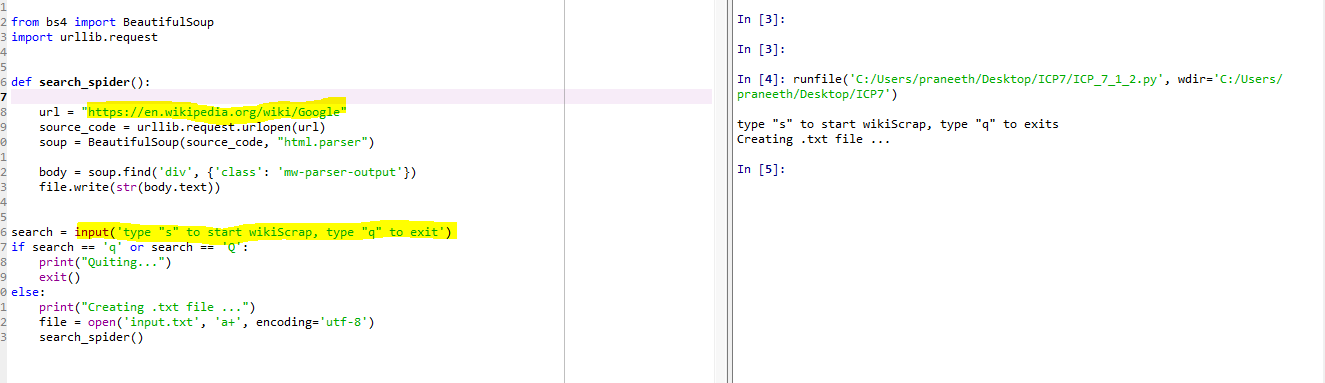 1
2 from bs4 import BeautifulSoup
3 import urllib.request
4
5
6 def search_spider():
7
8     url = "https://en.wikipedia.org/wiki/Google"
9     source_code = urllib.request.urlopen(url)
0     soup = BeautifulSoup(source_code, "html.parser")
1
2     body = soup.find('div', {'class': 'mw-parser-output'})
3     file.write(str(body.text))
4
5
6 search = input('type "s" to start wikiScrap, type "q" to exit')
7 if search == 'q' or search == 'Q':
8     print("Quiting...")
9     exit()
0 else:
1     print("Creating .txt file ...")
2     file = open('input.txt', 'a+', encoding='utf-8')
3     search_spider()
In [3]:
In [3]:
In [4]: runfile('C:/Users/praneeth/Desktop/ICP7/ICP_7_1_2.py', wdir='C:/Users/
praneeth/Desktop/ICP7')
type "s" to start wikiScrap, type "q" to exits
Creating .txt file ...
In [5]: